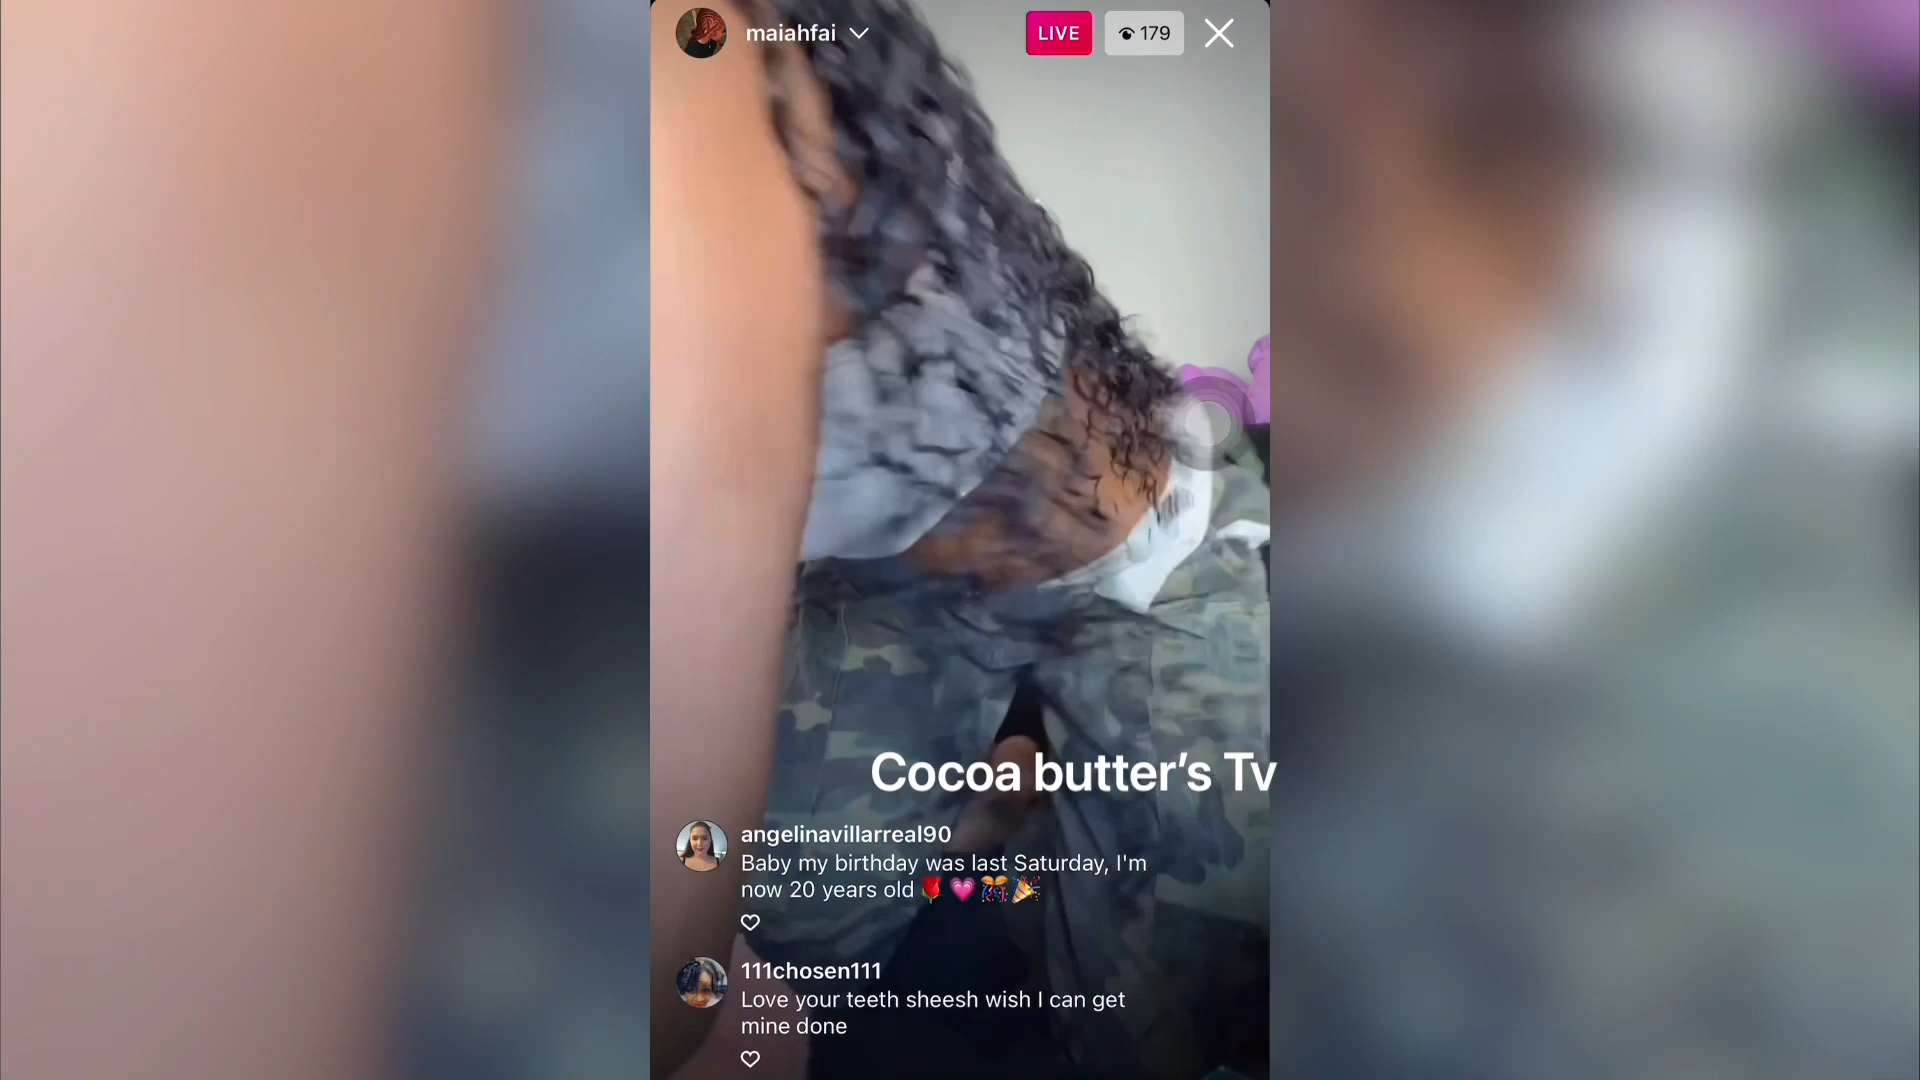 maiahfai
LIVE
179
Cocoa butter's Tv
angelinavillarreal90
Baby my birthday was last Saturday, I'm
now 20 years old🌹💗🎊🎉
111chosen111
Love your teeth sheesh wish I can get
mine done